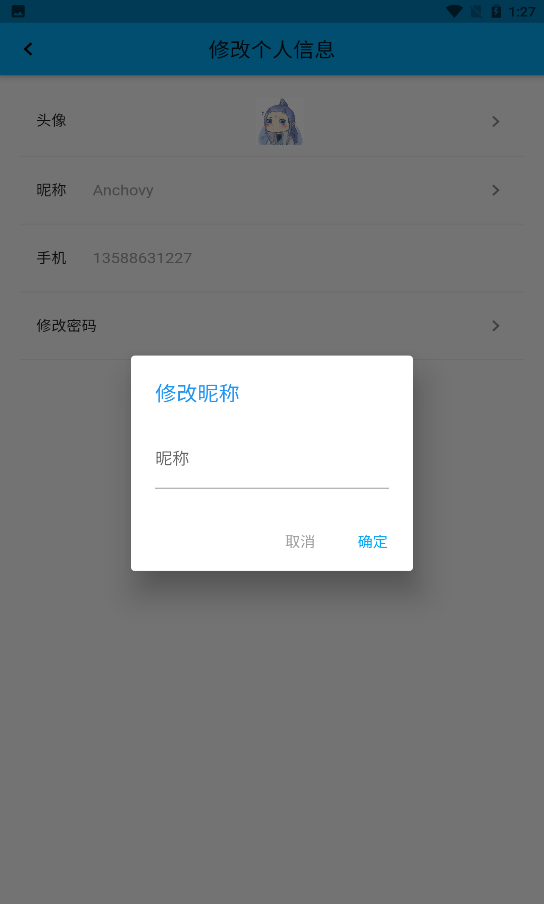 1:27
修改个人信息
头像
昵称 Anchovy
手机 13588631227
修改密码
修改昵称
昵称
取消 确定